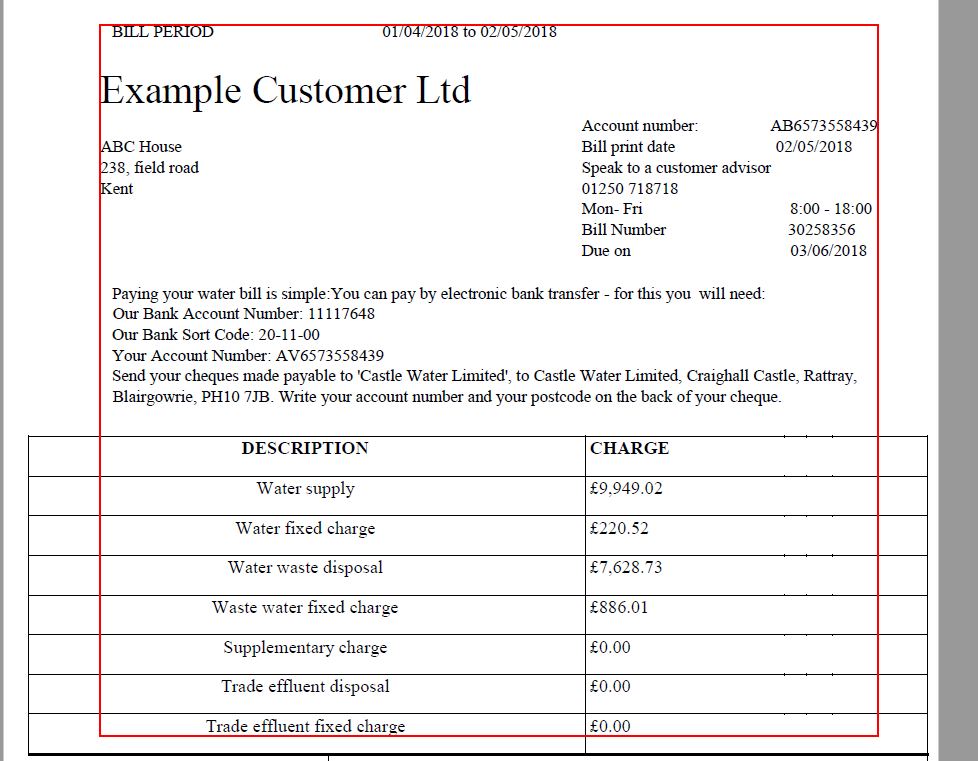 BILL PERIOD 01/04/2018 to 02/05/2018
Example Customer Ltd
Account number: AB6573558439
ABC House Bill print date 02/05/2018
238, field road Speak to a customer advisor
Kent 01250 718718
Mon- Fri 8:00 - 18:00
Bill Number 30258356
Due on 03/06/2018
Paying your water bill is simple:You can pay by electronic bank transfer - for this you  will need:
Our Bank Account Number: 11117648
Our Bank Sort Code: 20-11-00
Your Account Number: AV6573558439
Send your cheques made payable to 'Castle Water Limited', to Castle Water Limited, Craighall Castle, Rattray,
Blairgowrie, PH10 7JB. Write your account number and your postcode on the back of your cheque.
DESCRIPTION CHARGE
Water supply £9,949.02
Water fixed charge £220.52
Water waste disposal £7,628.73
Waste water fixed charge £886.01
Supplementary charge £0.00
Trade effluent disposal £0.00
Trade effluent fixed charge £0.00